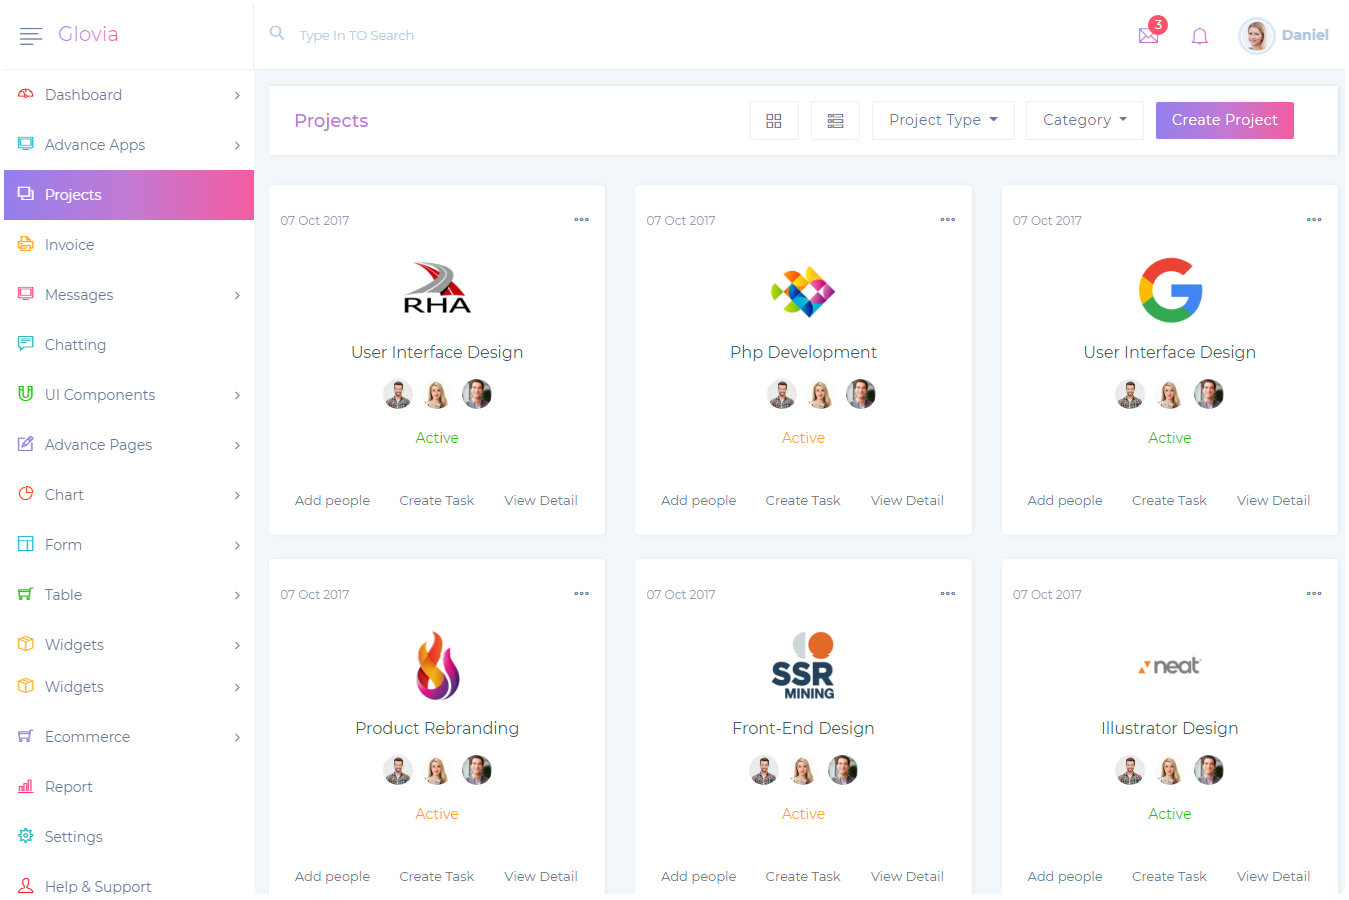 Glovia
Type In TO Search
3
Daniel
Dashboard
Advance Apps
Projects
Invoice
Messages
Chatting
UI Components
Advance Pages
Chart
Form
Table
Widgets
Widgets
Ecommerce
Report
Settings
Help & Support
Projects
Project Type
Category
Create Project
07 Oct 2017
RHA
User Interface Design
Active
Add people Create Task View Detail
07 Oct 2017
Php Development
Active
Add people Create Task View Detail
07 Oct 2017
G
User Interface Design
Active
Add people Create Task View Detail
07 Oct 2017
Product Rebranding
Active
Add people Create Task View Detail
07 Oct 2017
SSR
MINING
Front-End Design
Active
Add people Create Task View Detail
07 Oct 2017
neat
Illustrator Design
Active
Add people Create Task View Detail